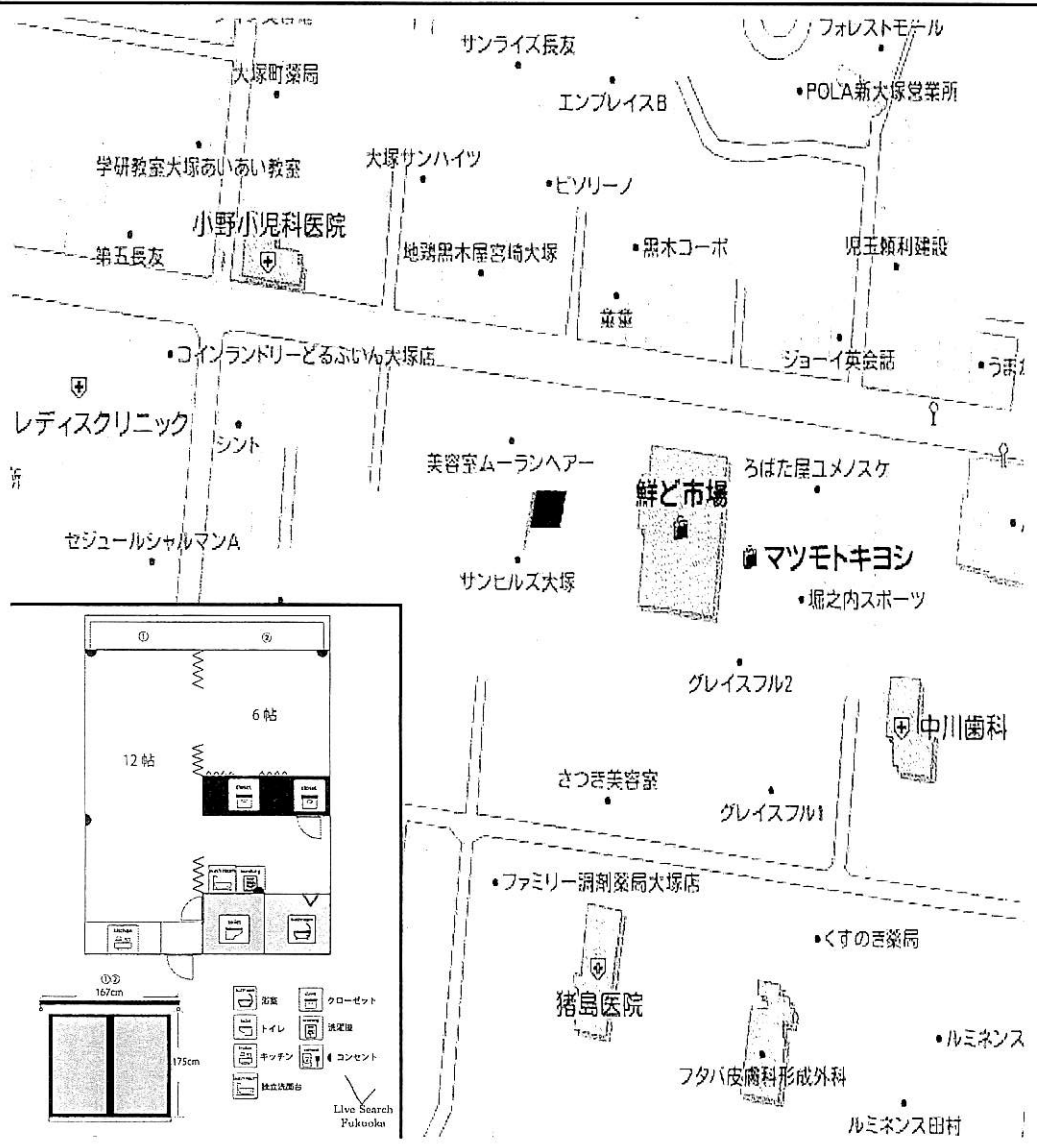 サンライズ長友
フォレストモール
大塚町薬局
エンブレイスB
POLA新大塚営業所
学研教室大塚あいあい教室
大塚サンハイツ
ビソリーノ
小野小児科医院
第五長友
地鶏黒木屋宮崎大塚
黒木コーポ
児玉頼利建設
コインランドリーどるふぃん大塚店
ジョーイ英会話
レディスクリニック
シント
美容室ムーランヘアー
ろばた屋ユメノスケ
鮮ど市場
セジュールシャルマンA
サンヒルズ大塚
マツモトキヨシ
堀之内スポーツ
グレイスフル2
中川歯科
さつき美容室
グレイスフル1
ファミリー調剤薬局大塚店
くすのき薬局
猪島医院
ルミネンス
フタバ皮膚科形成外科
ルミネンス田村
① ②
6帖
12帖
closet closet
toilet
kitchen
①②
167cm
175cm
浴室 クローゼット
トイレ 洗濯機
キッチン コンセント
独立洗面台
Live Search
Fukuoka